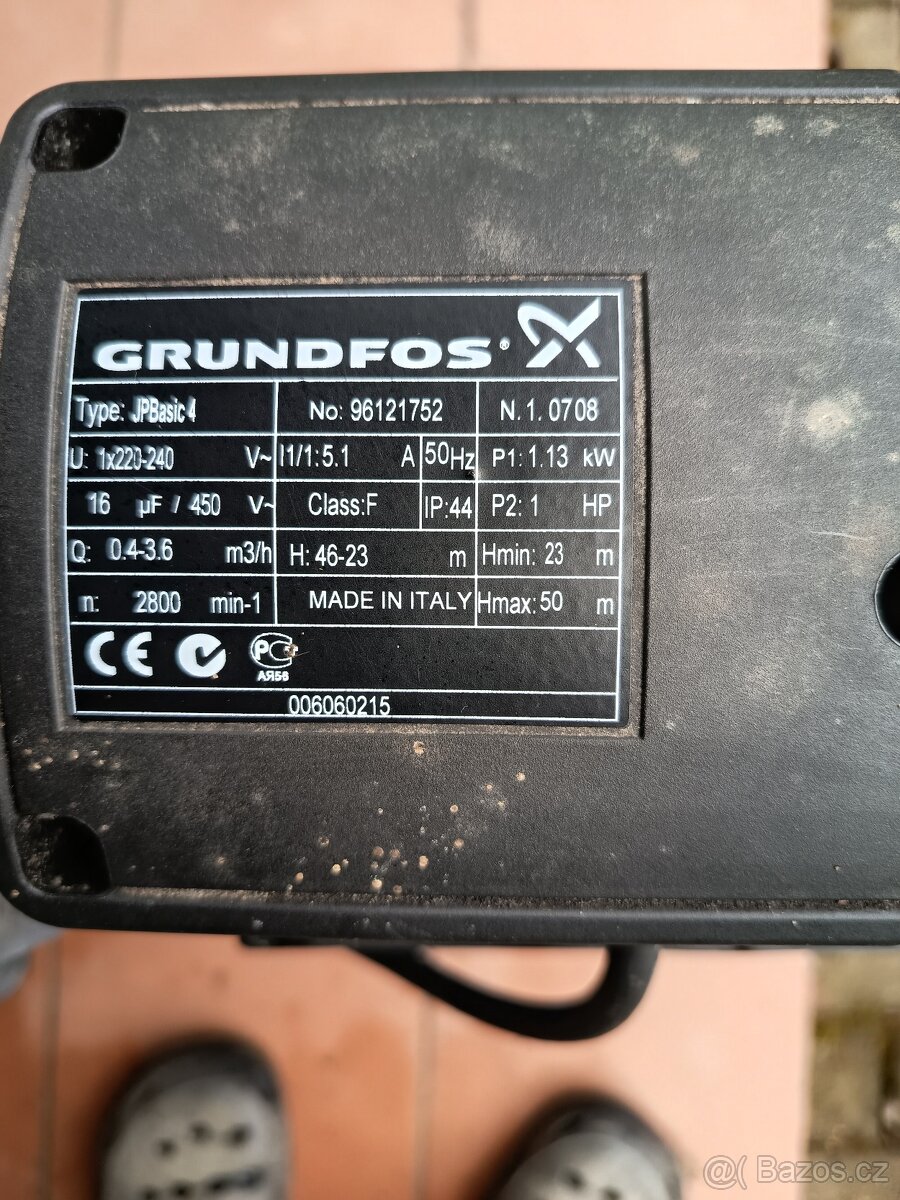 GRUNDFOS®
Type: JPBasic 4 No: 96121752 N.1.0708
U: 1x220-240 V~ I1/1:5.1 A 50Hz P1:1.13 kW
16 µF / 450 V~ Class:F IP:44 P2:1 HP
Q: 0.4-3.6 m3/h H:46-23 m Hmin: 23 m
n: 2800 min-1 MADE IN ITALY Hmax:50 m
CE PC
АЯ56
006060215
@( Bazos.cz